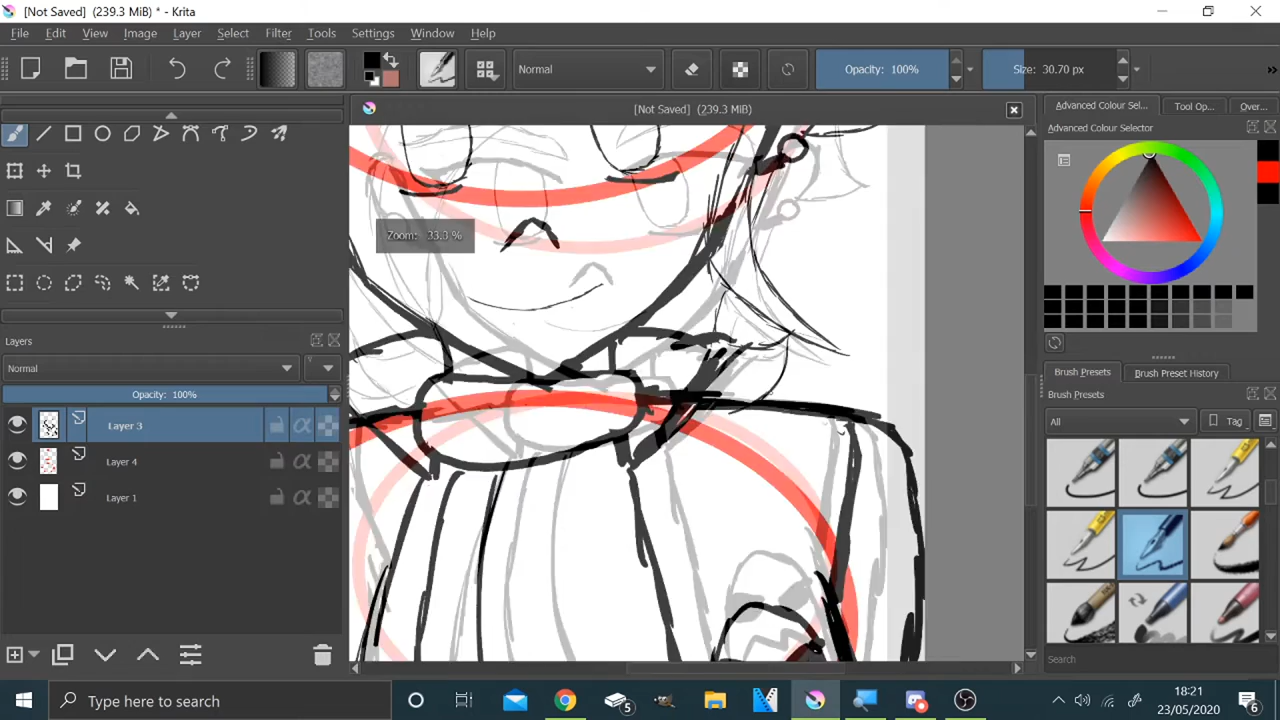 [Not Saved] (239.3 MiB) * - Krita
File Edit View Image Layer Select Filter Tools Settings Window Help
Normal
Opacity: 100%
Size: 30.70 px
»
[Not Saved] (239.3 MiB)
Advanced Colour Sel...
Tool Op...
Over...
Advanced Colour Selector
Zoom: 33.3 %
Layers
Normal
Opacity: 100%
Layer 3
Layer 4
Layer 1
Brush Presets
Brush Preset History
Brush Presets
All
Tag
Search
Type here to search
5
18:21
23/05/2020
6